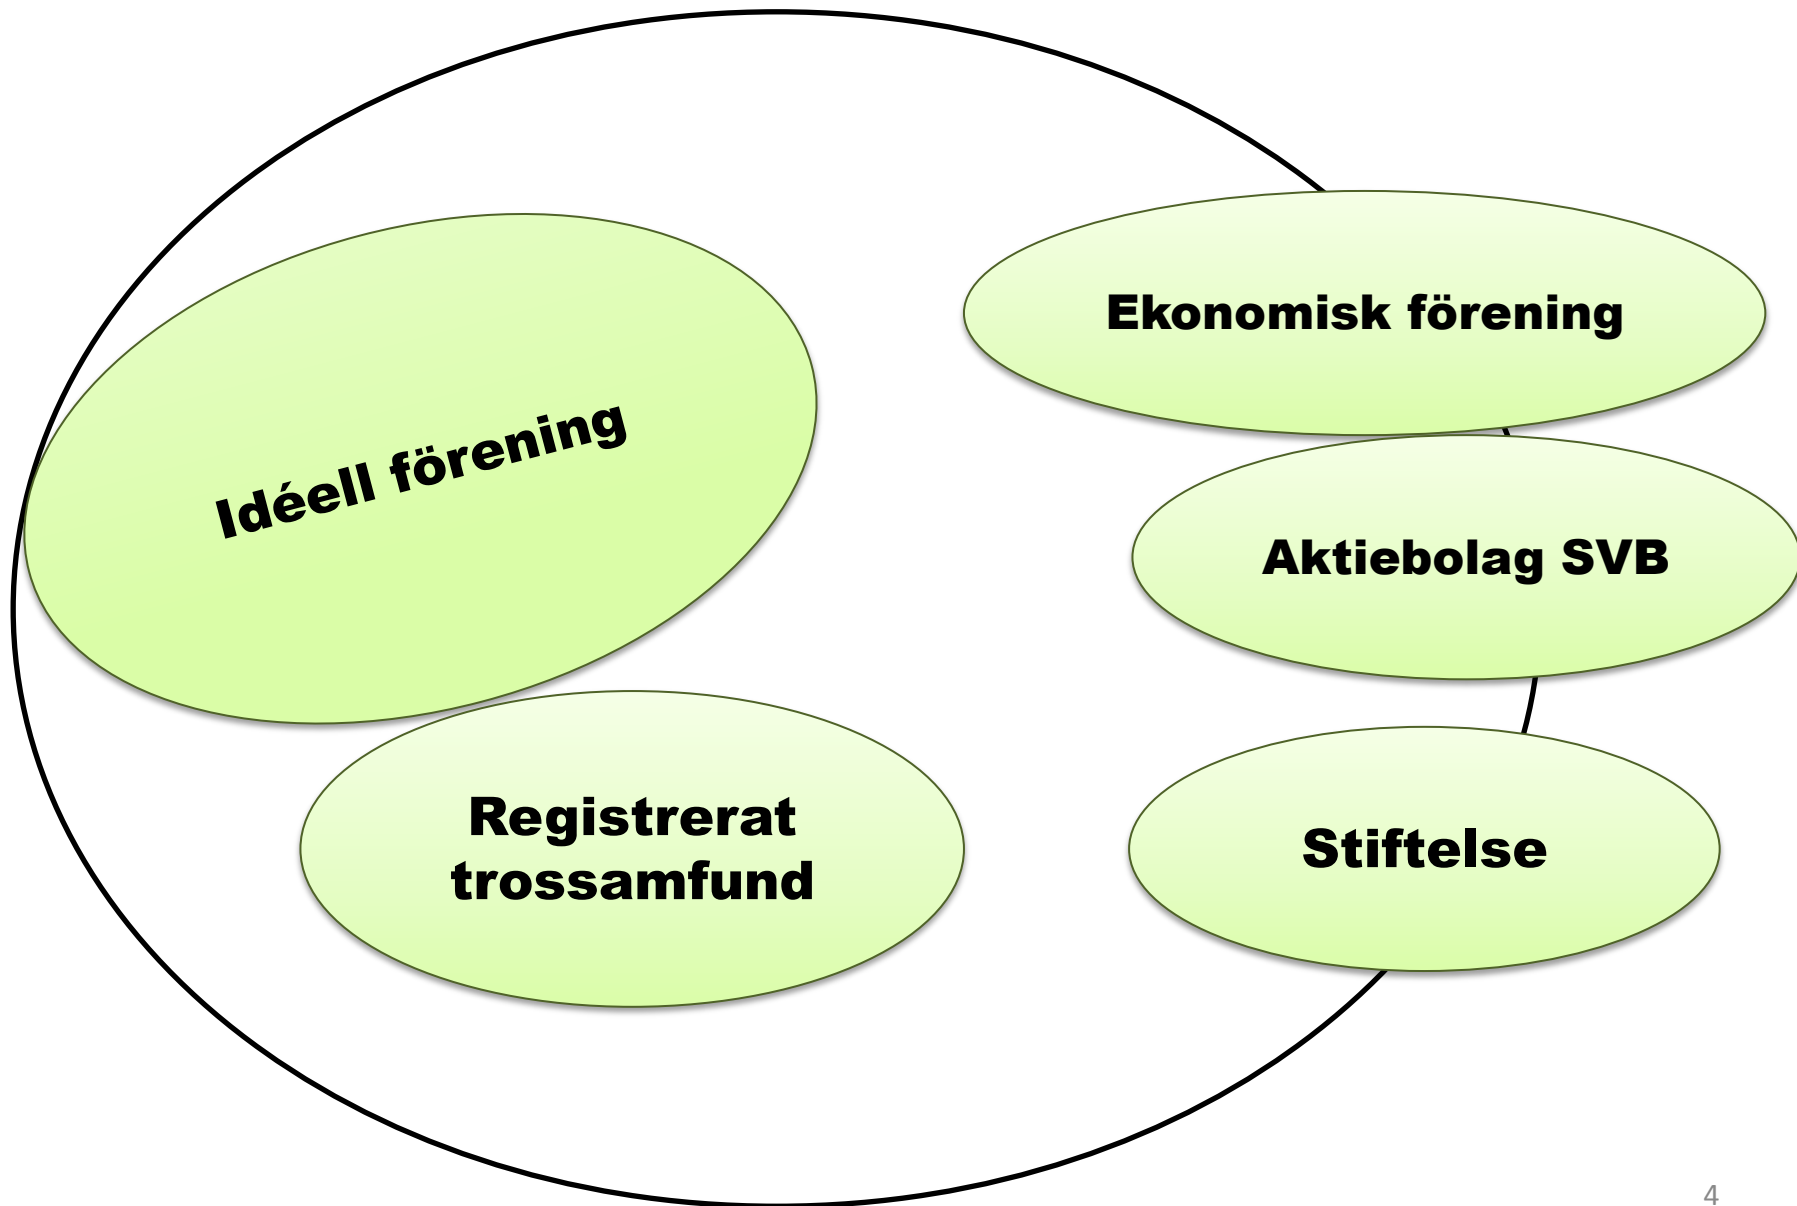 Ekonomisk förening
Idéell förening
Aktiebolag SVB
Registrerat
trossamfund
Stiftelse
4